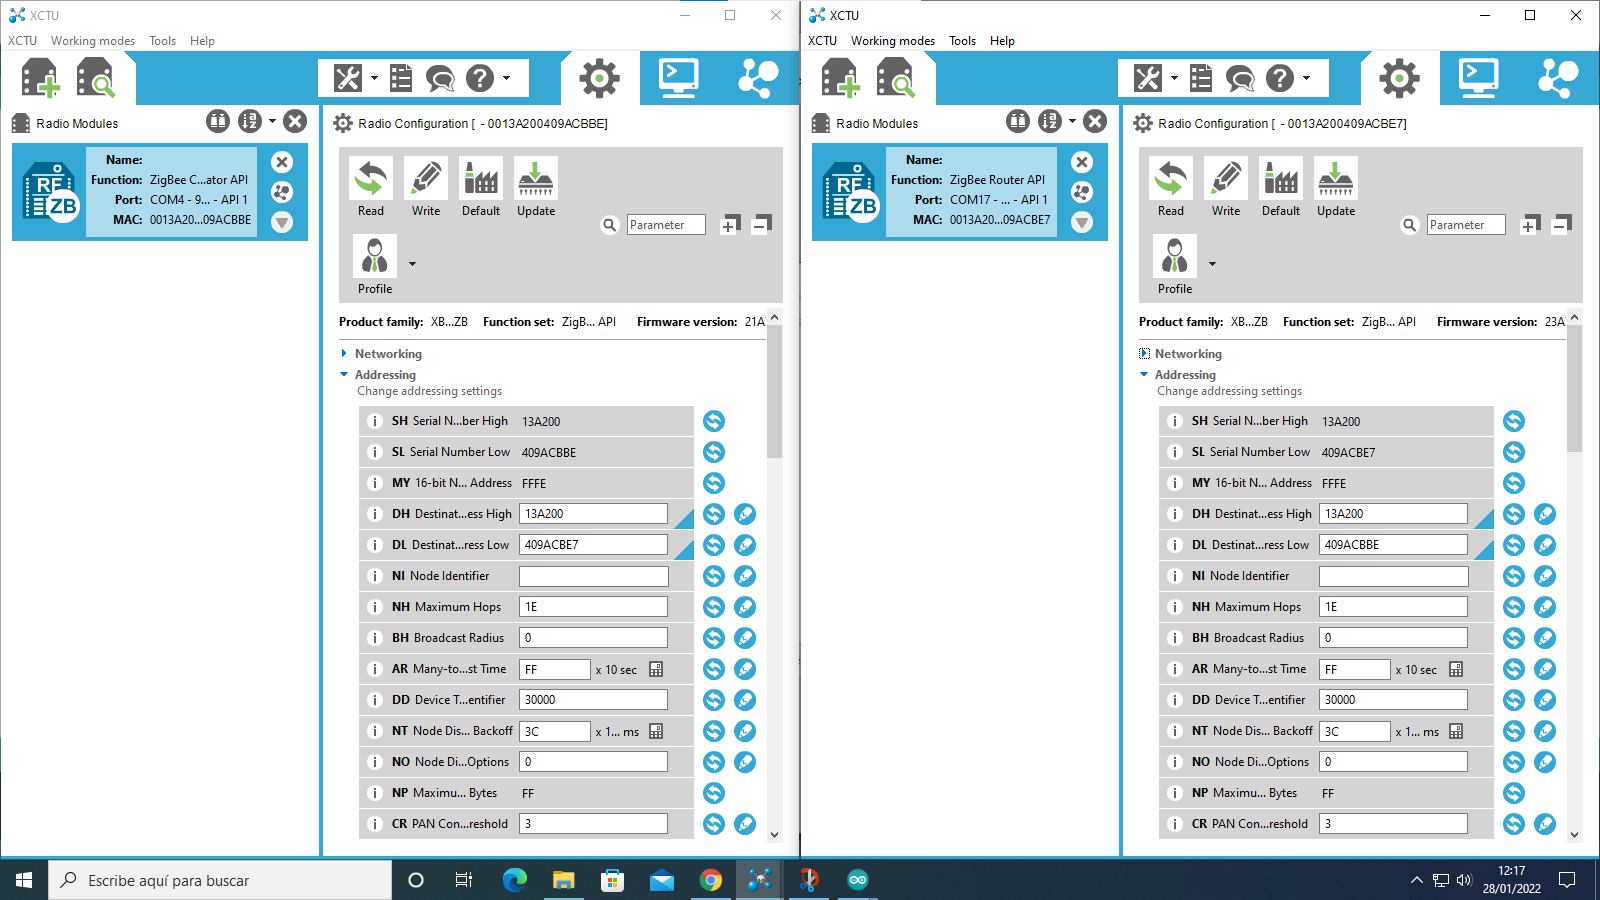 XCTU
XCTU Working modes Tools Help
Radio Modules
Name:
Function: ZigBee C...ator API
Port: COM4 - 9... - API 1
MAC: 0013A20...09ACBBE
RF
ZB
Radio Configuration [ - 0013A200409ACBBE]
Read Write Default Update
Parameter
Profile
Product family: XB...ZB Function set: ZigB... API Firmware version: 21A
Networking
Addressing
Change addressing settings
i SH Serial N...ber High 13A200
i SL Serial Number Low 409ACBBE
i MY 16-bit N... Address FFFE
i DH Destinat...ess High 13A200
i DL Destinat...ress Low 409ACBE7
i NI Node Identifier
i NH Maximum Hops 1E
i BH Broadcast Radius 0
i AR Many-to...st Time FF x 10 sec
i DD Device T...entifier 30000
i NT Node Dis... Backoff 3C x 1... ms
i NO Node Di...Options 0
i NP Maximu... Bytes FF
i CR PAN Con...reshold 3
XCTU
XCTU Working modes Tools Help
Radio Modules
Name:
Function: ZigBee Router API
Port: COM17 - ... - API 1
MAC: 0013A20...09ACBE7
RF
ZB
Radio Configuration [ - 0013A200409ACBE7]
Read Write Default Update
Parameter
Profile
Product family: XB...ZB Function set: ZigB... API Firmware version: 23A
Networking
Addressing
Change addressing settings
i SH Serial N...ber High 13A200
i SL Serial Number Low 409ACBE7
i MY 16-bit N... Address FFFE
i DH Destinat...ess High 13A200
i DL Destinat...ress Low 409ACBBE
i NI Node Identifier
i NH Maximum Hops 1E
i BH Broadcast Radius 0
i AR Many-to...st Time FF x 10 sec
i DD Device T...entifier 30000
i NT Node Dis... Backoff 3C x 1... ms
i NO Node Di...Options 0
i NP Maximu... Bytes FF
i CR PAN Con...reshold 3
Escribe aquí para buscar
12:17
28/01/2022